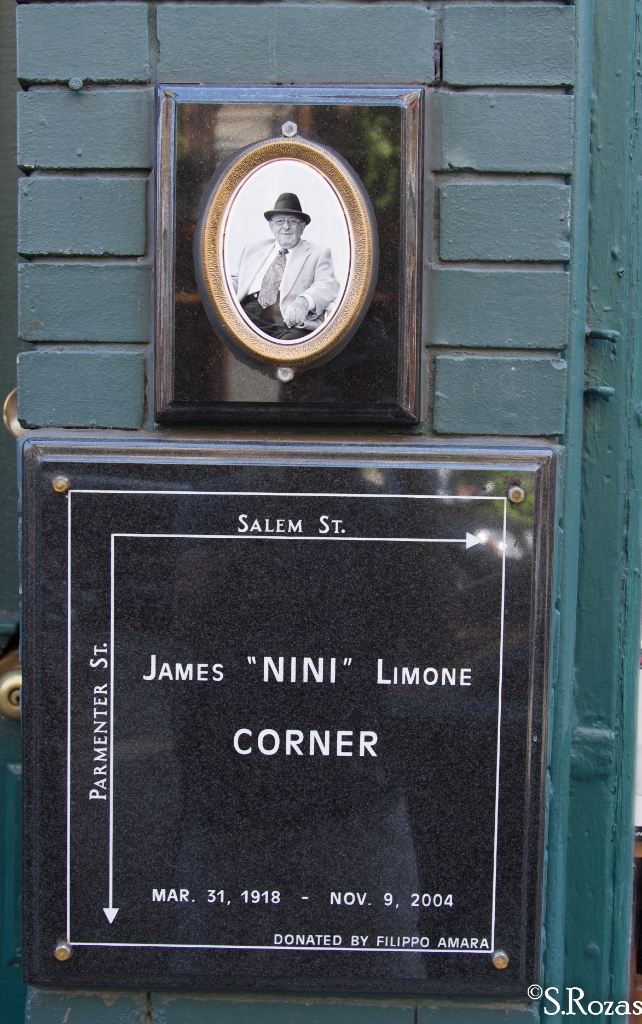 SALEM ST.
PARMENTER ST.
JAMES "NINI" LIMONE
CORNER
MAR. 31, 1918 - NOV. 9, 2004
DONATED BY FILIPPO AMARA
©S.Rozas